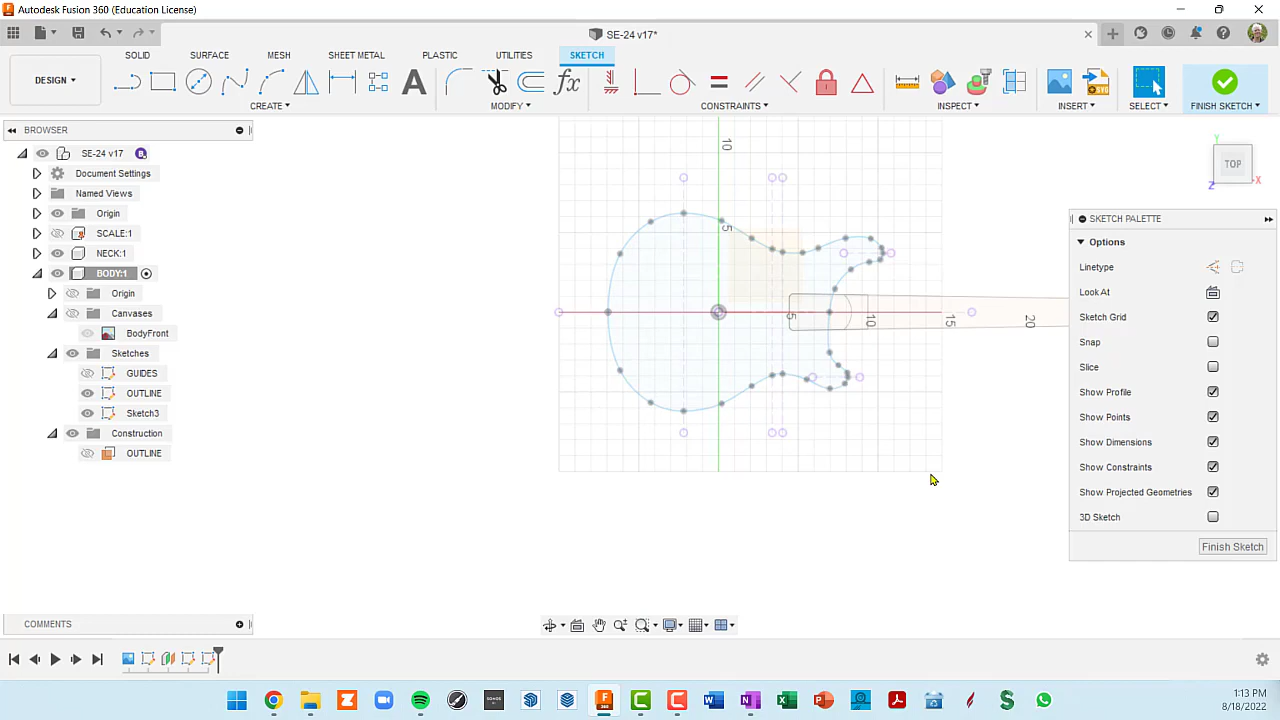 Autodesk Fusion 360 (Education License)
SE-24 v17*
DESIGN
SOLID
SURFACE
MESH
SHEET METAL
PLASTIC
UTILITIES
SKETCH
CREATE
MODIFY
CONSTRAINTS
INSPECT
INSERT
SELECT
FINISH SKETCH
BROWSER
SE-24 v17
Document Settings
Named Views
Origin
SCALE:1
NECK:1
BODY:1
Origin
Canvases
BodyFront
Sketches
GUIDES
OUTLINE
Sketch3
Construction
OUTLINE
10
5
5
10
15
20
Y
TOP
X
Z
SKETCH PALETTE
Options
Linetype
Look At
Sketch Grid
Snap
Slice
Show Profile
Show Points
Show Dimensions
Show Constraints
Show Projected Geometries
3D Sketch
Finish Sketch
COMMENTS
1:13 PM
8/18/2022